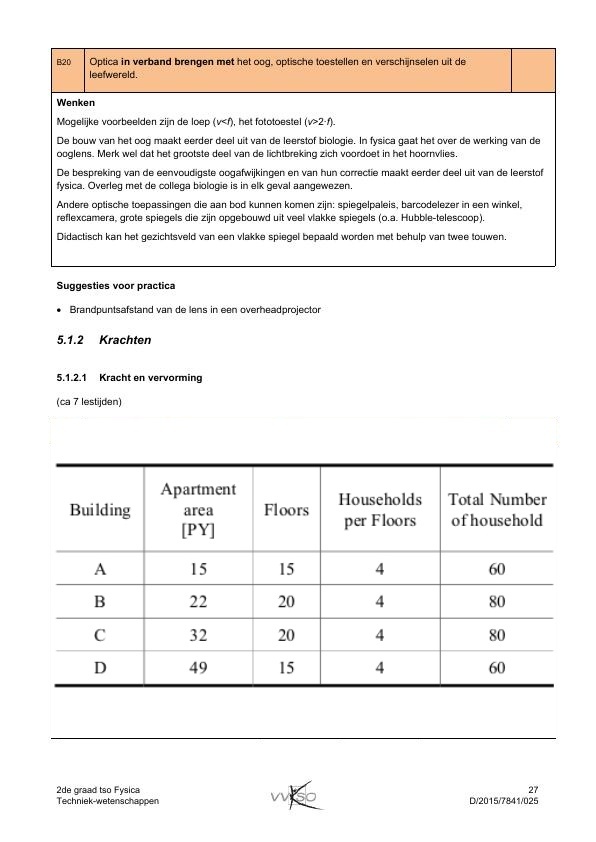 B20
Optica in verband brengen met het oog, optische toestellen en verschijnselen uit de
leefwereld.
Wenken
Mogelijke voorbeelden zijn de loep (v<f), het fototoestel (v>2·f).
De bouw van het oog maakt eerder deel uit van de leerstof biologie. In fysica gaat het over de werking van de
ooglens. Merk wel dat het grootste deel van de lichtbreking zich voordoet in het hoornvlies.
De bespreking van de eenvoudigste oogafwijkingen en van hun correctie maakt eerder deel uit van de leerstof
fysica. Overleg met de collega biologie is in elk geval aangewezen.
Andere optische toepassingen die aan bod kunnen komen zijn: spiegelpaleis, barcodelezer in een winkel,
reflexcamera, grote spiegels die zijn opgebouwd uit veel vlakke spiegels (o.a. Hubble-telescoop).
Didactisch kan het gezichtsveld van een vlakke spiegel bepaald worden met behulp van twee touwen.
Suggesties voor practica
• Brandpuntsafstand van de lens in een overheadprojector
5.1.2 Krachten
5.1.2.1 Kracht en vervorming
(ca 7 lestijden)
Building Apartment area [PY] Floors Households per Floors Total Number of household
A 15 15 4 60
B 22 20 4 80
C 32 20 4 80
D 49 15 4 60
2de graad tso Fysica
Techniek-wetenschappen
vvkso
27
D/2015/7841/025